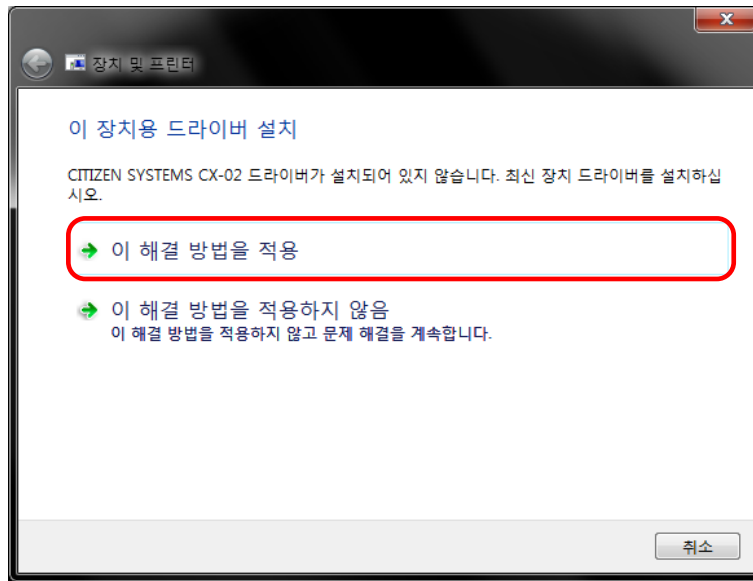 장치 및 프린터
이 장치용 드라이버 설치
CITIZEN SYSTEMS CX-02 드라이버가 설치되어 있지 않습니다. 최신 장치 드라이버를 설치하십
시오.
이 해결 방법을 적용
이 해결 방법을 적용하지 않음
이 해결 방법을 적용하지 않고 문제 해결을 계속합니다.
취소